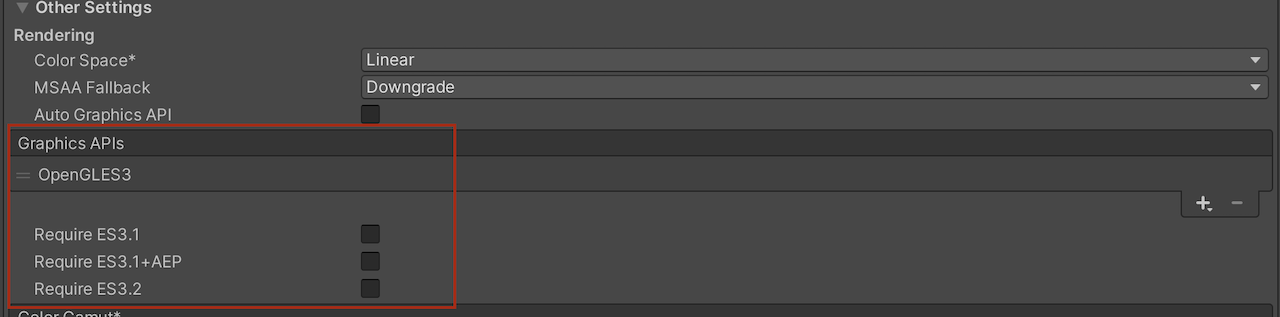 Other Settings
Rendering
Color Space* Linear
MSAA Fallback Downgrade
Auto Graphics API
Graphics APIs
OpenGLES3
Require ES3.1
Require ES3.1+AEP
Require ES3.2
Color Gamut*